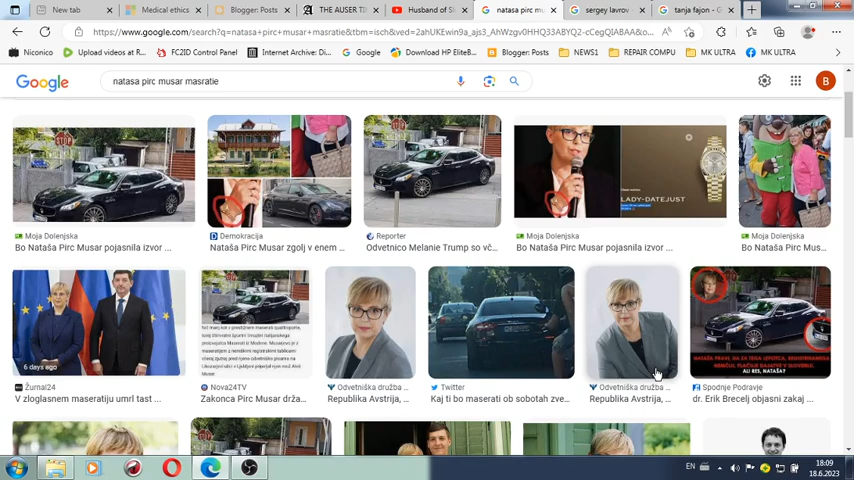 New tab
Medical ethics
Blogger: Posts
THE AUSER TI
Husband of Sl
natasa pirc mu
sergey lavrov
tanja fajon - G
https://www.google.com/search?q=natasa+pirc+musar+masratie&tbm=isch&ved=2ahUKEwin9a_ajs3_AhWzgv0HHQ33ABYQ2-cCegQIABAA&o...
Niconico
Upload videos at R...
FC2ID Control Panel
Internet Archive: Di...
Google
Download HP EliteB...
Blogger: Posts
NEWS1
REPAIR COMPU
MK ULTRA
MK ULTRA
Google
natasa pirc musar masratie
B
LADY-DATEJUST
Moja Dolenjska
Bo Nataša Pirc Musar pojasnila izvor ...
Demokracija
Nataša Pirc Musar zgolj v enem ...
Reporter
Odvetnico Melanie Trump so vč...
Moja Dolenjska
Bo Nataša Pirc Musar pojasnila izvor ...
Moja Dolenjska
Bo Nataša Pirc Mus...
6 days ago
Žurnal24
V zloglasnem maseratiju umrl tast ...
Nova24TV
Zakonca Pirc Musar drža...
Odvetniška družba ...
Republika Avstrija, ...
Twitter
Kaj ti bo maserati ob sobotah zve...
Odvetniška družba ...
Republika Avstrija, ...
ALI RES, NATAŠA?
Spodnje Podravje
dr. Erik Brecelj objasni zakaj ...
EN
18:09
18.6.2023